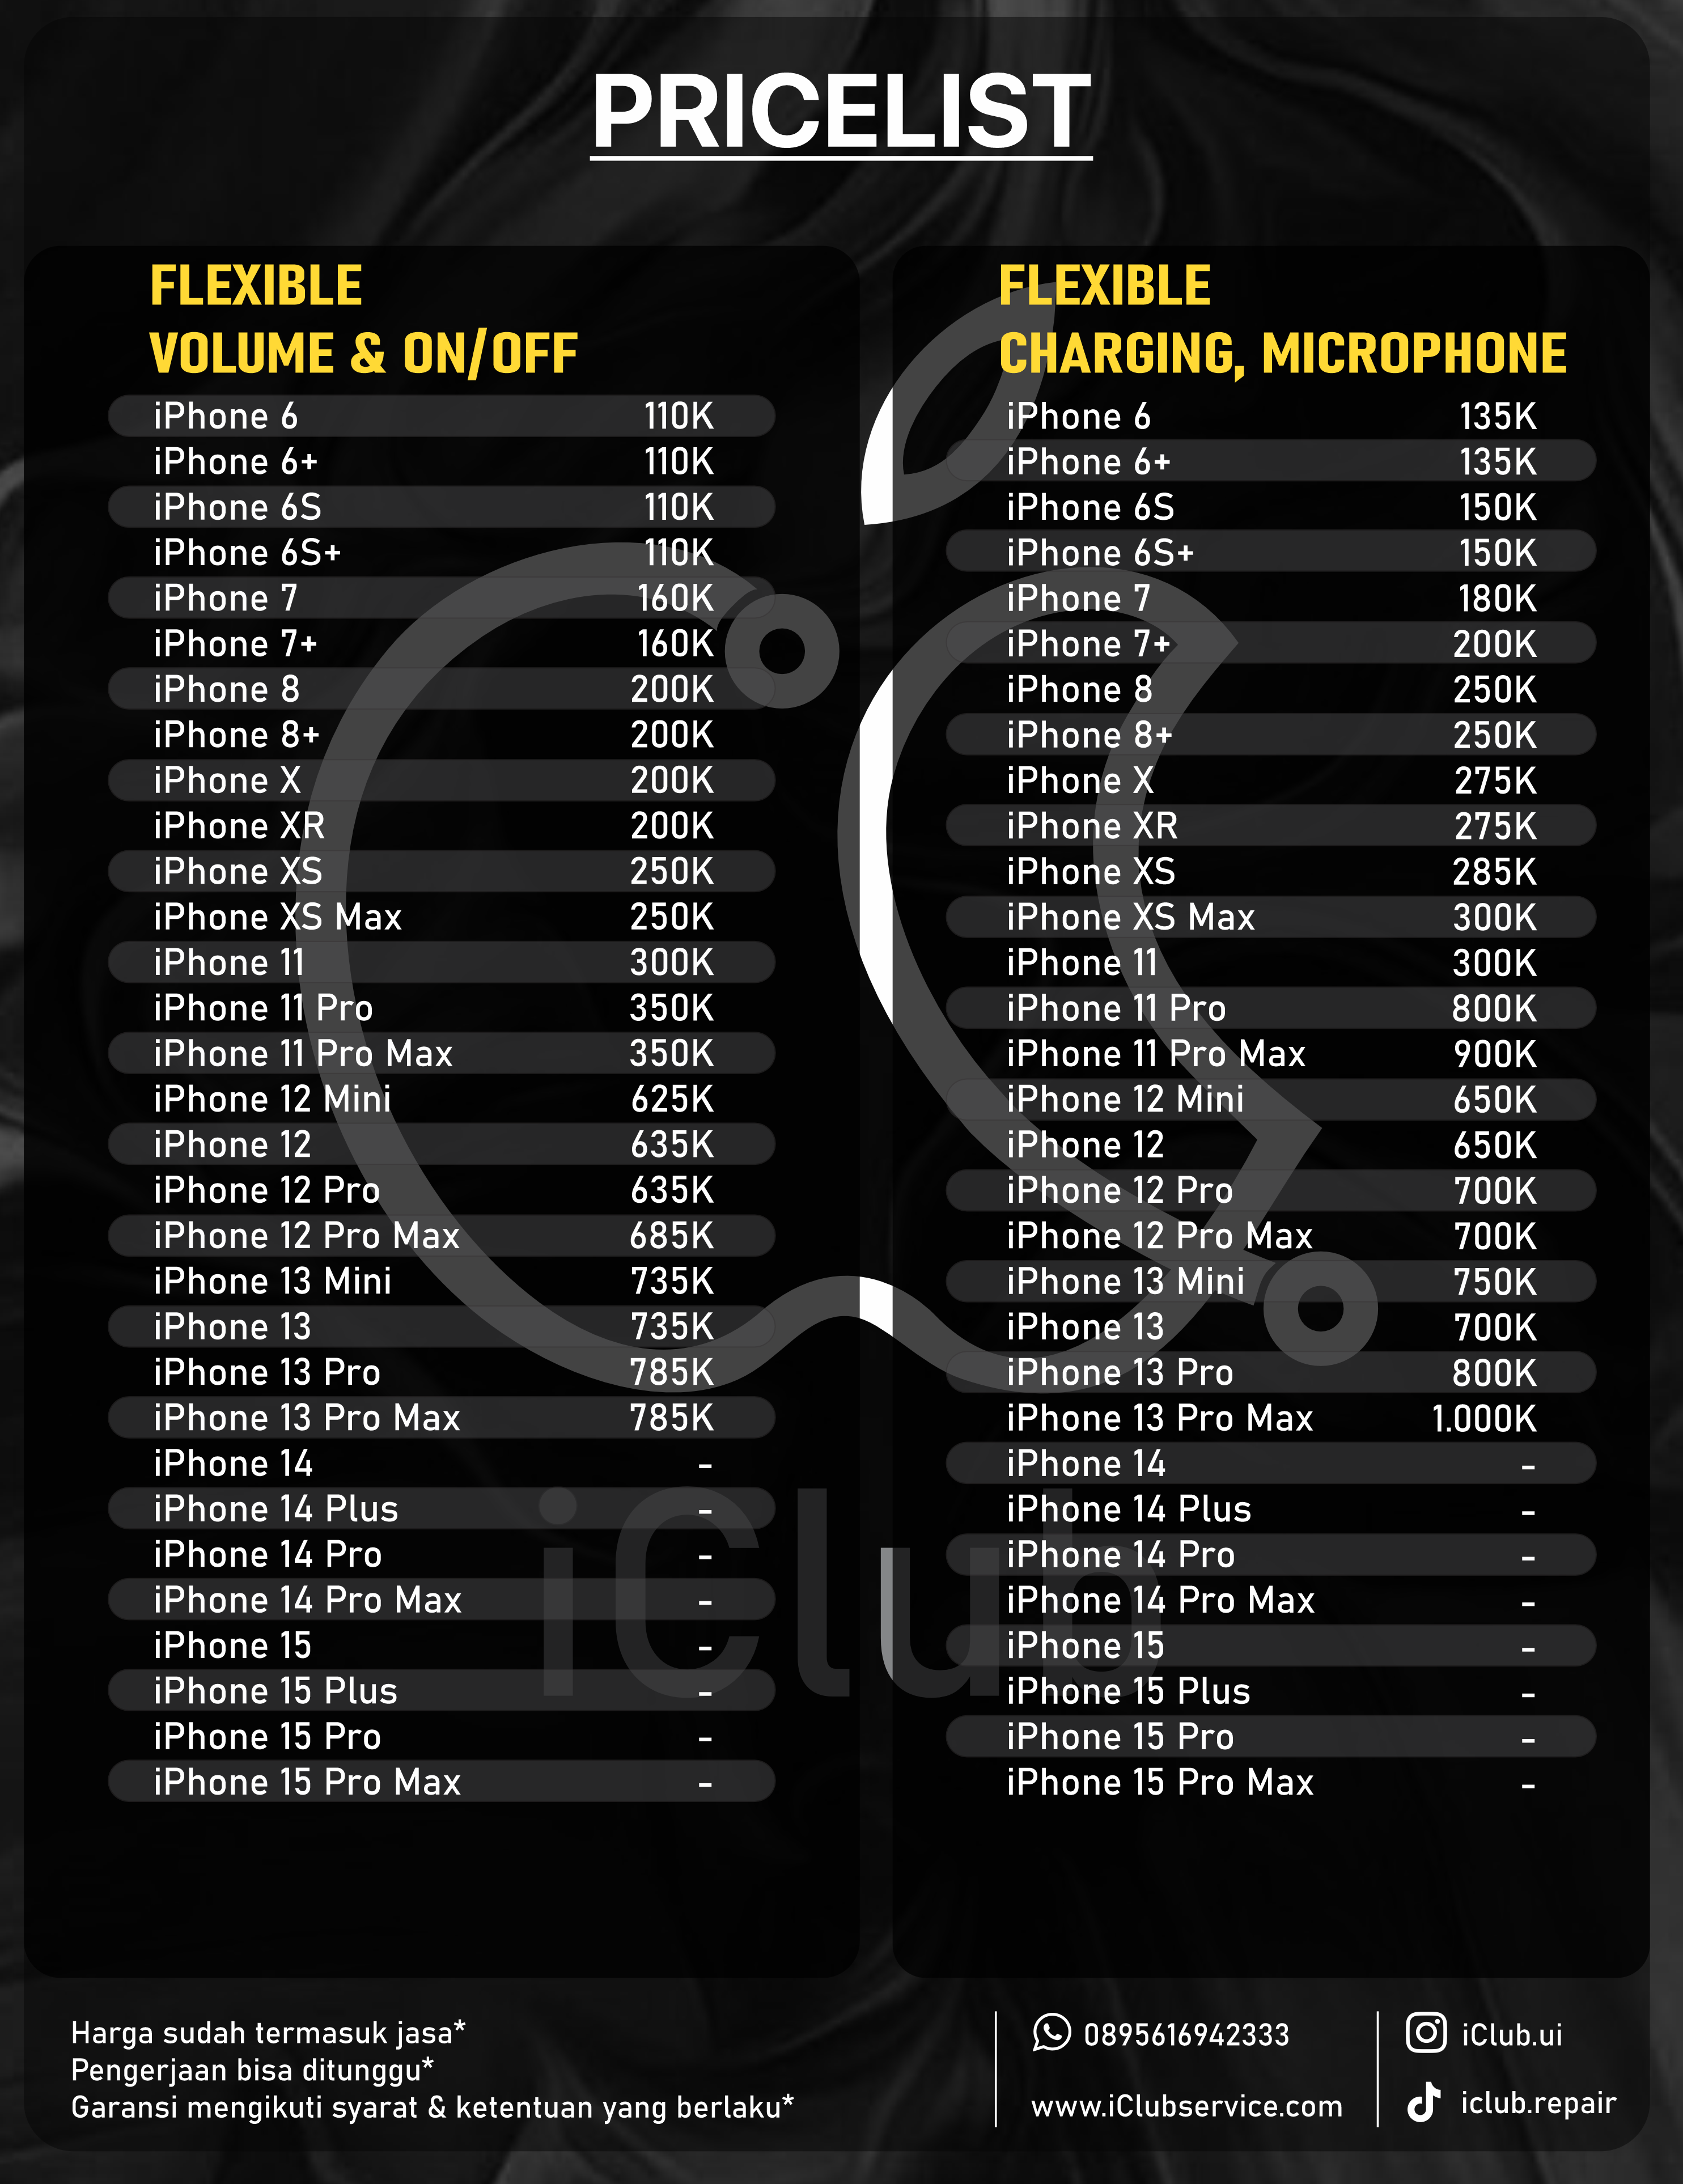 PRICELIST
FLEXIBLE
VOLUME & ON/OFF
iPhone 6 110K
iPhone 6+ 110K
iPhone 6S 110K
iPhone 6S+ 110K
iPhone 7 160K
iPhone 7+ 160K
iPhone 8 200K
iPhone 8+ 200K
iPhone X 200K
iPhone XR 200K
iPhone XS 250K
iPhone XS Max 250K
iPhone 11 300K
iPhone 11 Pro 350K
iPhone 11 Pro Max 350K
iPhone 12 Mini 625K
iPhone 12 635K
iPhone 12 Pro 635K
iPhone 12 Pro Max 685K
iPhone 13 Mini 735K
iPhone 13 735K
iPhone 13 Pro 785K
iPhone 13 Pro Max 785K
iPhone 14 -
iPhone 14 Plus -
iPhone 14 Pro -
iPhone 14 Pro Max -
iPhone 15 -
iPhone 15 Plus -
iPhone 15 Pro -
iPhone 15 Pro Max -
FLEXIBLE
CHARGING, MICROPHONE
iPhone 6 135K
iPhone 6+ 135K
iPhone 6S 150K
iPhone 6S+ 150K
iPhone 7 180K
iPhone 7+ 200K
iPhone 8 250K
iPhone 8+ 250K
iPhone X 275K
iPhone XR 275K
iPhone XS 285K
iPhone XS Max 300K
iPhone 11 300K
iPhone 11 Pro 800K
iPhone 11 Pro Max 900K
iPhone 12 Mini 650K
iPhone 12 650K
iPhone 12 Pro 700K
iPhone 12 Pro Max 700K
iPhone 13 Mini 750K
iPhone 13 700K
iPhone 13 Pro 800K
iPhone 13 Pro Max 1.000K
iPhone 14 -
iPhone 14 Plus -
iPhone 14 Pro -
iPhone 14 Pro Max -
iPhone 15 -
iPhone 15 Plus -
iPhone 15 Pro -
iPhone 15 Pro Max -
iClub
Harga sudah termasuk jasa*
Pengerjaan bisa ditunggu*
Garansi mengikuti syarat & ketentuan yang berlaku*
0895616942333
www.iClubservice.com
iClub.ui
iclub.repair